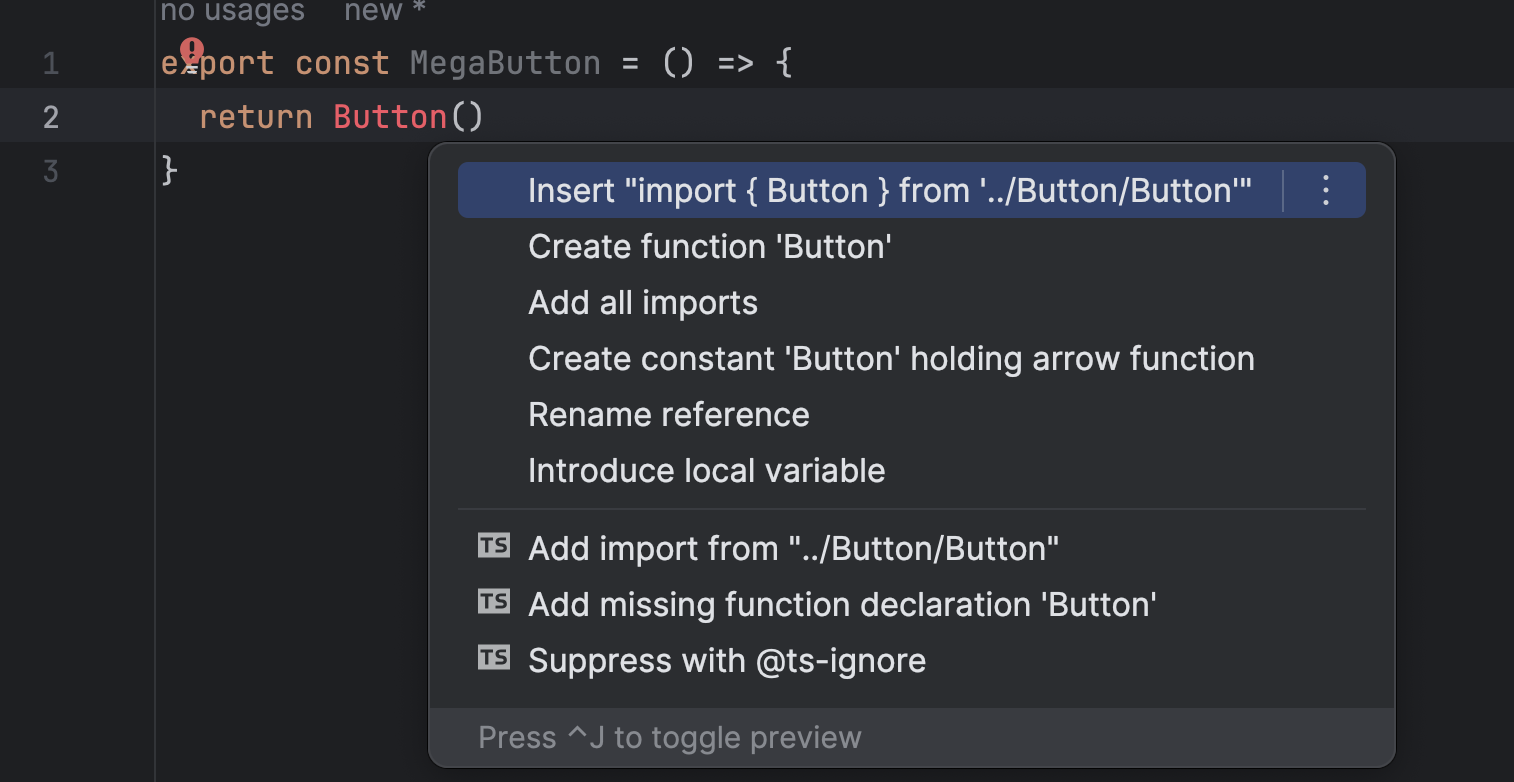 no usages new *
1 export const MegaButton = () => {
2 return Button()
3 }
Insert "import { Button } from '../Button/Button'"
Create function 'Button'
Add all imports
Create constant 'Button' holding arrow function
Rename reference
Introduce local variable
TS Add import from "../Button/Button"
TS Add missing function declaration 'Button'
TS Suppress with @ts-ignore
Press ^J to toggle preview